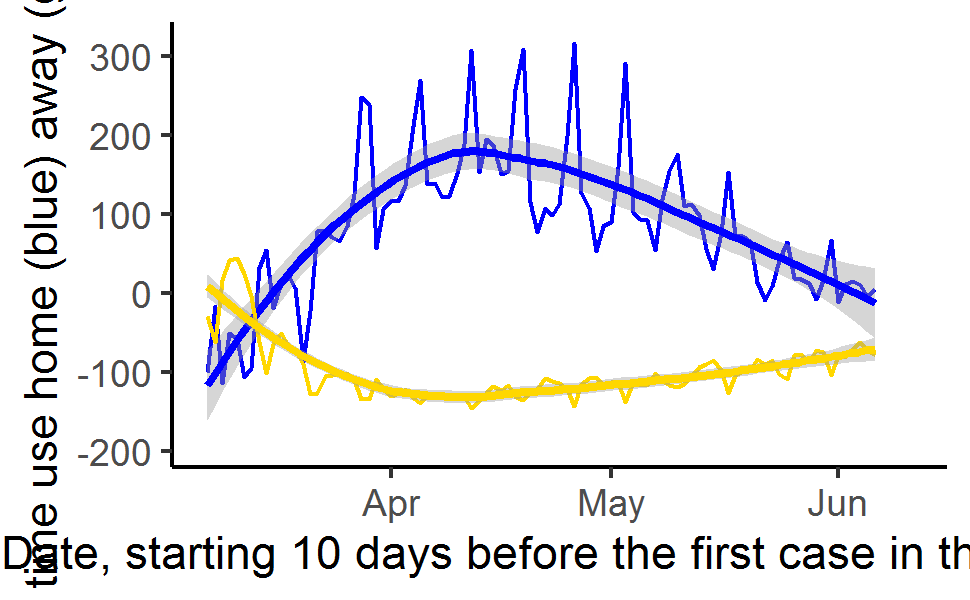 time use home (blue) away (
300
200
100
0
-100
-200
Apr May Jun
Date, starting 10 days before the first case in th